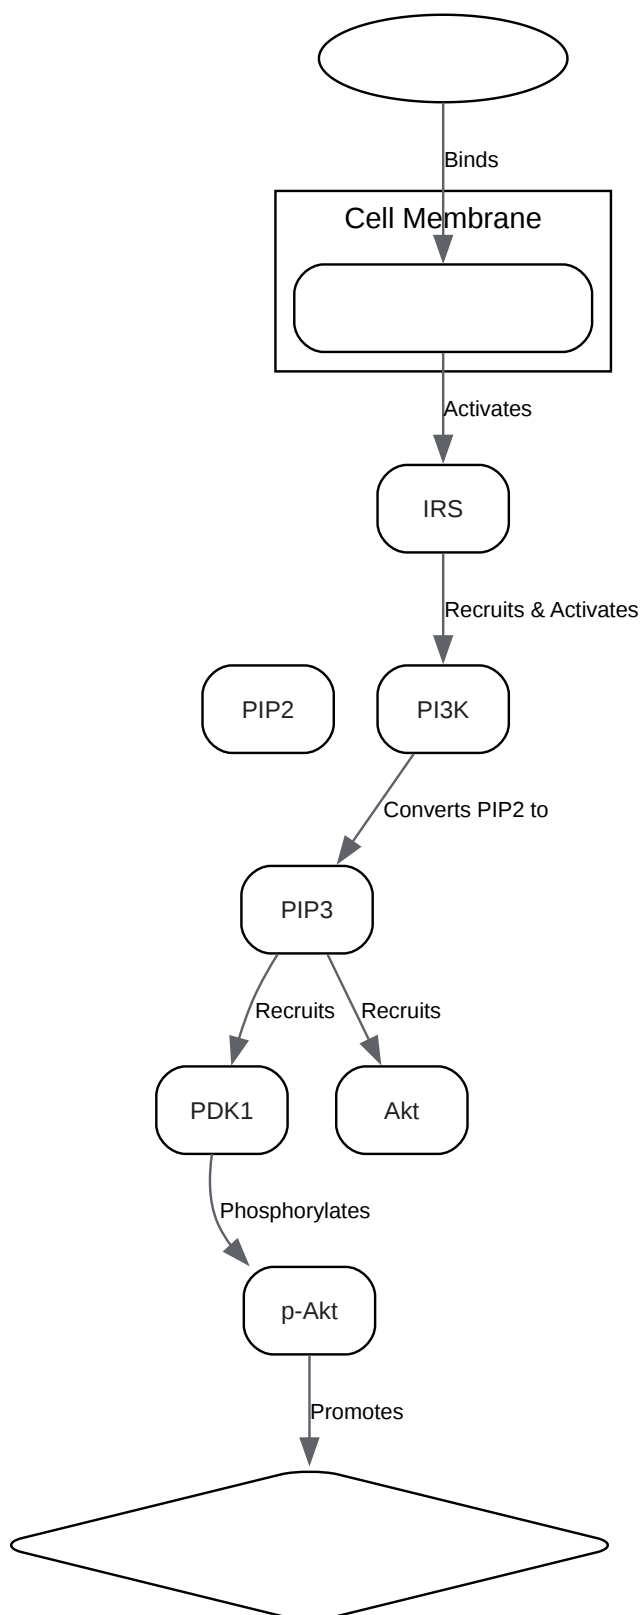 Binds
Cell Membrane
Activates
IRS
Recruits & Activates
PIP2
PI3K
Converts PIP2 to
PIP3
Recruits
Recruits
PDK1
Akt
Phosphorylates
p-Akt
Promotes